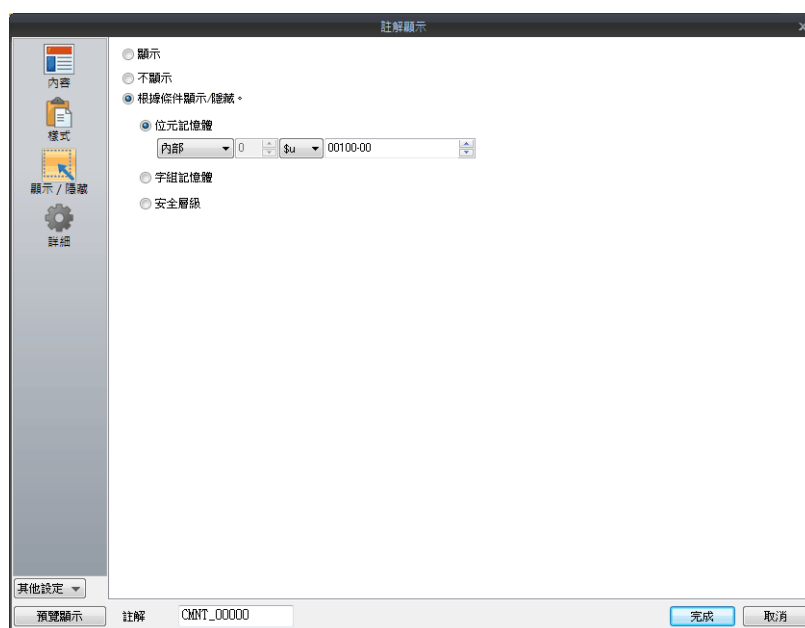 註解顯示
內容
樣式
顯示 / 隱藏
詳細
顯示
不顯示
根據條件顯示/隱藏。
位元記憶體
內部 0 $u 00100-00
字組記憶體
安全層級
其他設定
預覽顯示 註解 CMNT_00000 完成 取消